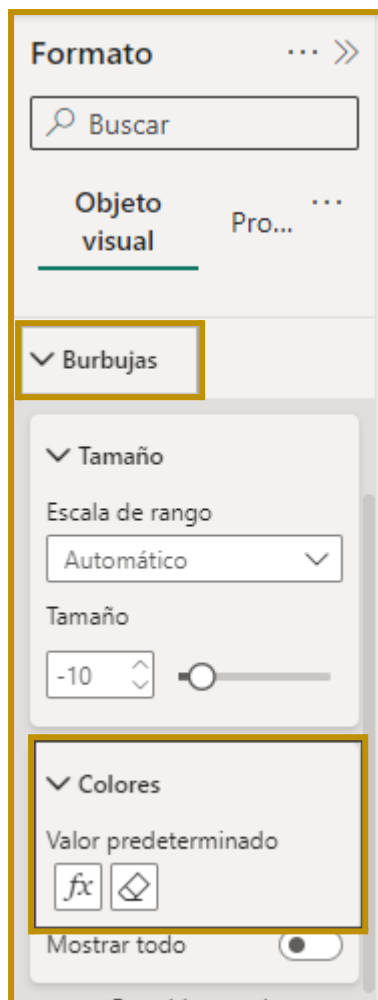 Formato
Buscar
Objeto visual
Pro...
Burbujas
Tamaño
Escala de rango
Automático
Tamaño
-10
Colores
Valor predeterminado
fx
Mostrar todo